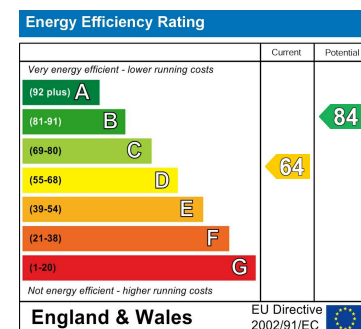 Energy Efficiency Rating
Current Potential
Very energy efficient - lower running costs
(92 plus) A
(81-91) B
84
(69-80) C
64
(55-68) D
(39-54) E
(21-38) F
(1-20) G
Not energy efficient - higher running costs
England & Wales
EU Directive
2002/91/EC